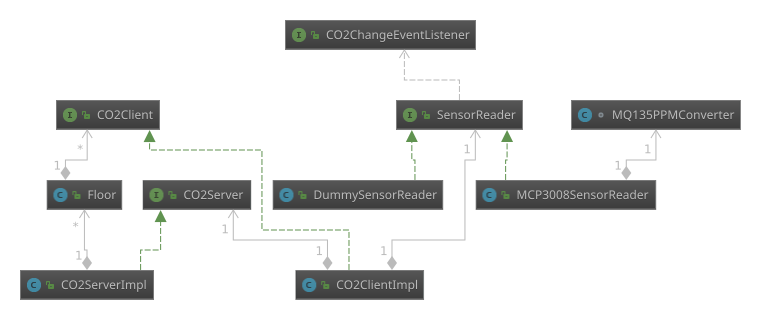 I CO2ChangeEventListener
I CO2Client
I SensorReader
C MQ135PPMConverter
*
1
1
1
1
C Floor
I CO2Server
C DummySensorReader
C MCP3008SensorReader
*
1
1
1
1
C CO2ServerImpl
C CO2ClientImpl